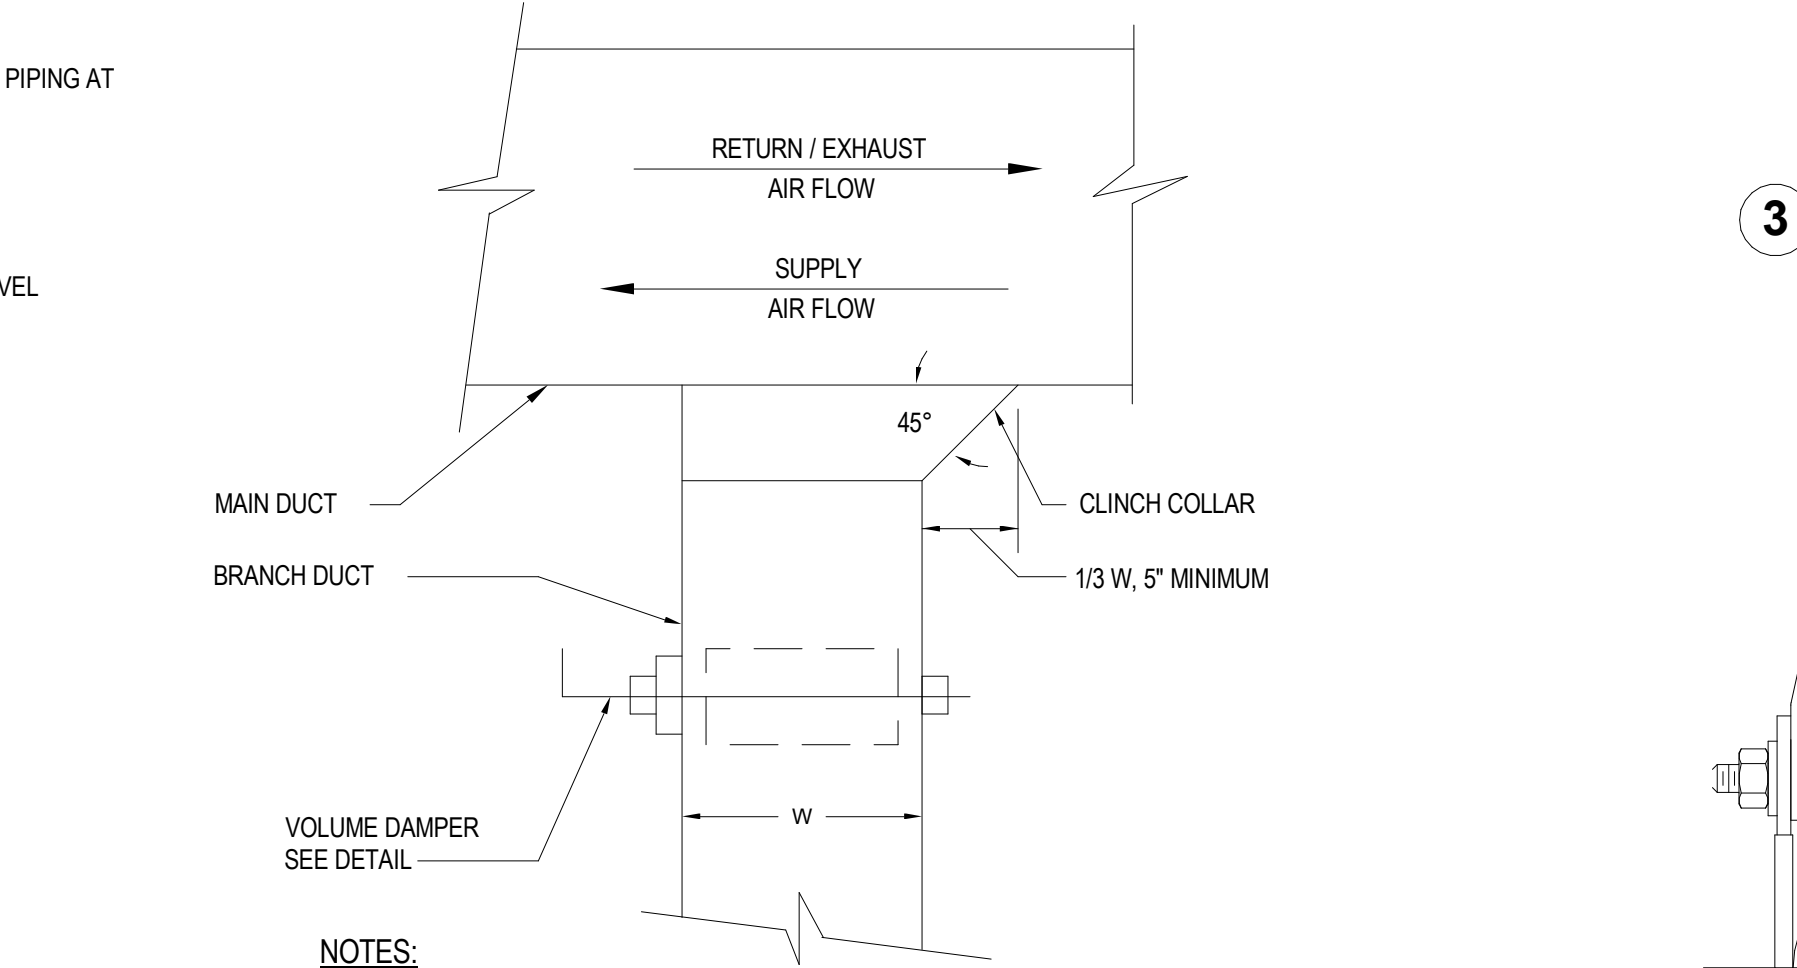 PIPING AT
RETURN / EXHAUST
AIR FLOW
3
SUPPLY
AIR FLOW
VEL
45°
MAIN DUCT
CLINCH COLLAR
BRANCH DUCT
1/3 W, 5" MINIMUM
W
VOLUME DAMPER
SEE DETAIL
NOTES: